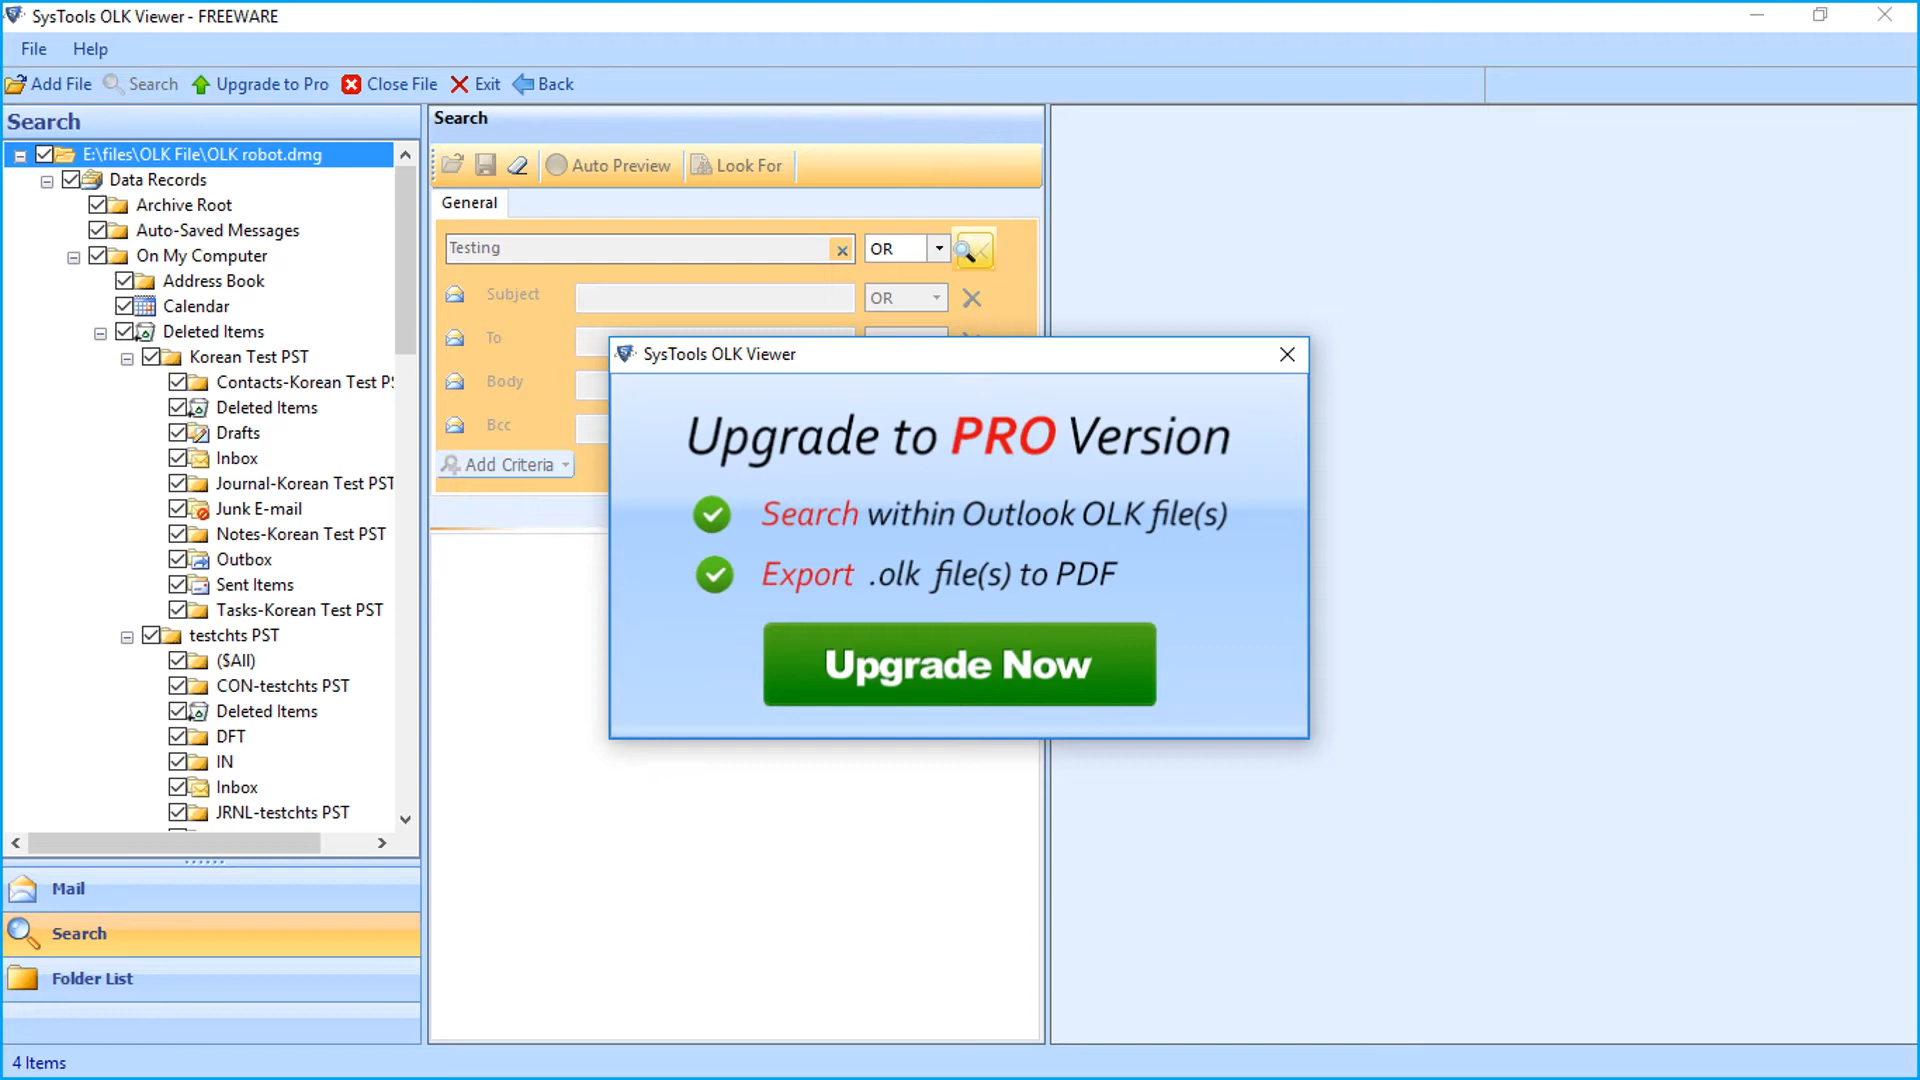 SysTools OLK Viewer - FREEWARE
File Help
Add File Search Upgrade to Pro Close File Exit Back
Search
E:\files\OLK File\OLK robot.dmg
Data Records
Archive Root
Auto-Saved Messages
On My Computer
Address Book
Calendar
Deleted Items
Korean Test PST
Contacts-Korean Test P
Deleted Items
Drafts
Inbox
Journal-Korean Test PST
Junk E-mail
Notes-Korean Test PST
Outbox
Sent Items
Tasks-Korean Test PST
testchts PST
($All)
CON-testchts PST
Deleted Items
DFT
IN
Inbox
JRNL-testchts PST
Mail
Search
Folder List
4 Items
Search
Auto Preview Look For
General
Testing OR
Subject OR
To
Body
Bcc
Add Criteria
SysTools OLK Viewer
Upgrade to PRO Version
Search within Outlook OLK file(s)
Export .olk file(s) to PDF
Upgrade Now